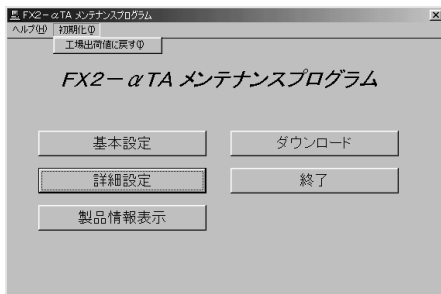 FX2-αTA メンテナンスプログラム
ヘルプ(H) 初期化(I)
工場出荷値に戻す(I)
FX2-αTA メンテナンスプログラム
基本設定 ダウンロード
詳細設定 終了
製品情報表示